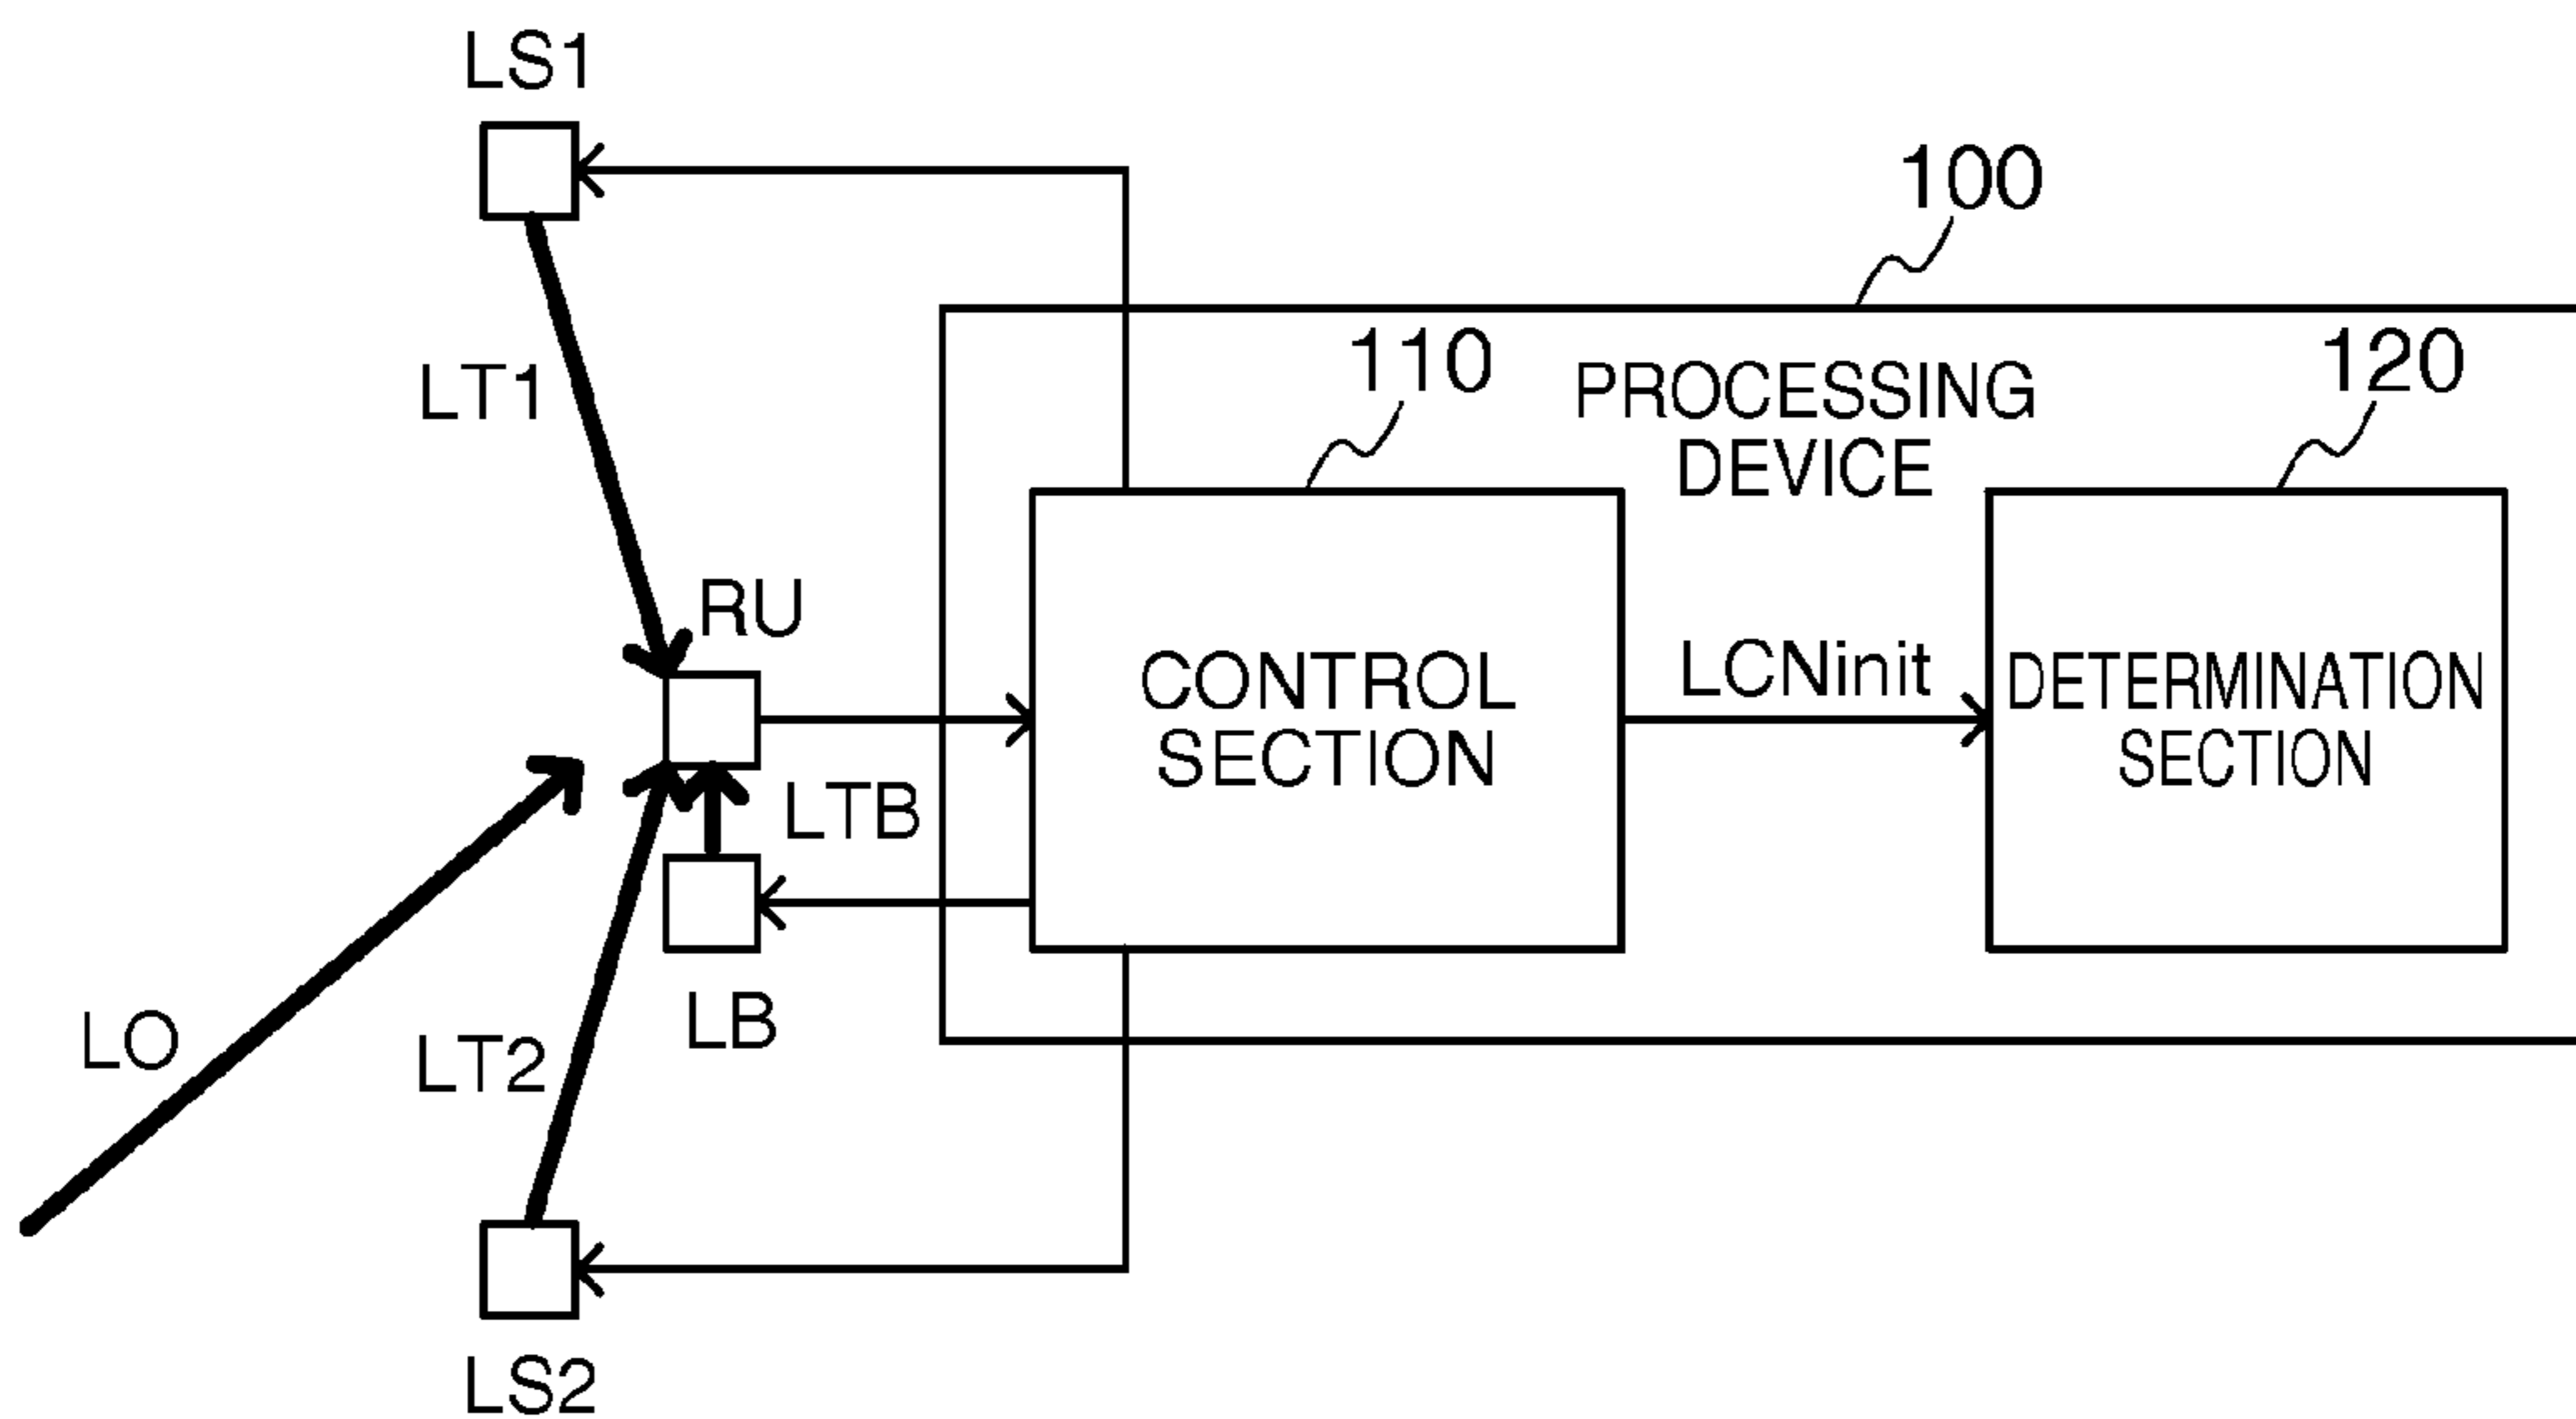 LS1
100
110
PROCESSING
DEVICE
120
LT1
RU
CONTROL
SECTION
LCNinit
DETERMINATION
SECTION
LTB
LO
LT2
LB
LS2